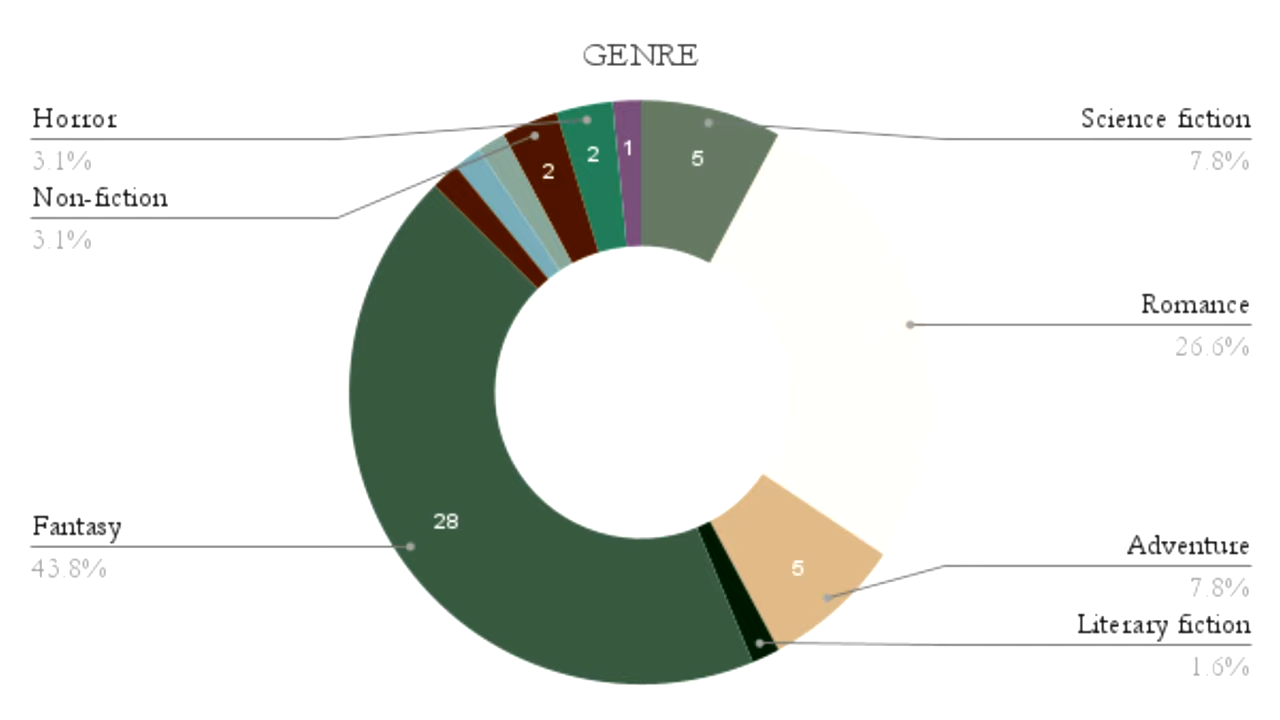 GENRE
Horror
3.1%
Non-fiction
3.1%
Fantasy
43.8%
2
2
1
5
28
5
Science fiction
7.8%
Romance
26.6%
Adventure
7.8%
Literary fiction
1.6%